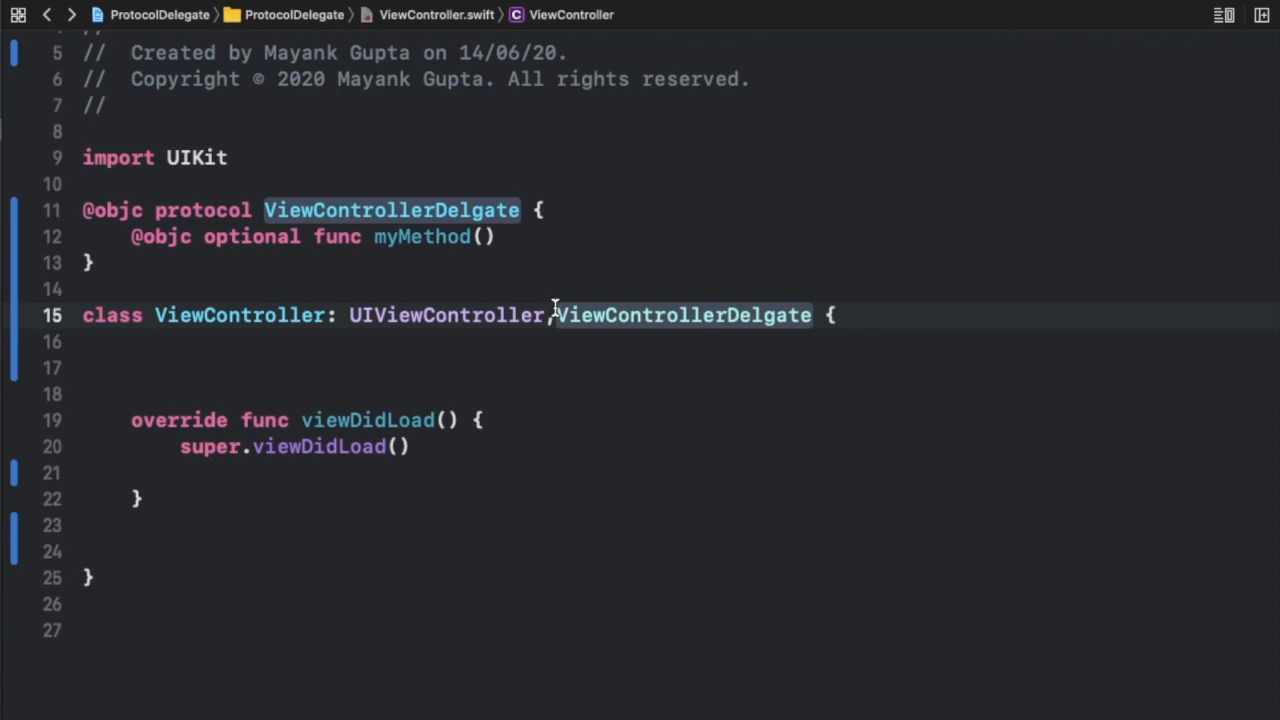 ProtocolDelegate 〉 ProtocolDelegate 〉 ViewController.swift 〉 C ViewController
5 //  Created by Mayank Gupta on 14/06/20.
6 //  Copyright © 2020 Mayank Gupta. All rights reserved.
7 //
8
9 import UIKit
10
11 @objc protocol ViewControllerDelgate {
12     @objc optional func myMethod()
13 }
14
15 class ViewController: UIViewController,ViewControllerDelgate {
16
17
18
19     override func viewDidLoad() {
20         super.viewDidLoad()
21
22     }
23
24
25 }
26
27